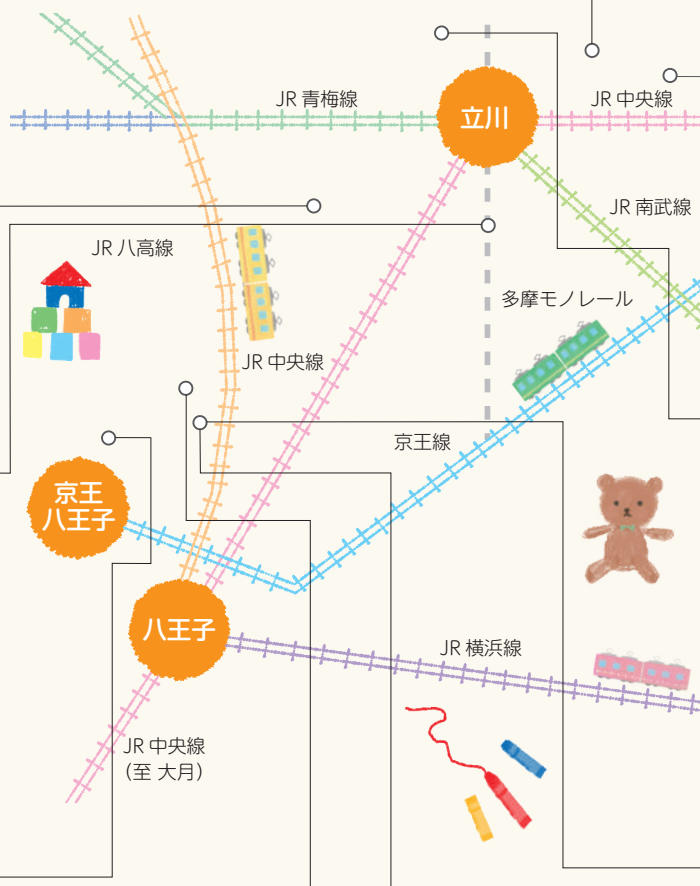 JR 青梅線
JR 中央線
立川
JR 南武線
JR 八高線
多摩モノレール
JR 中央線
京王線
京王
八王子
八王子
JR 横浜線
JR 中央線
(至 大月)